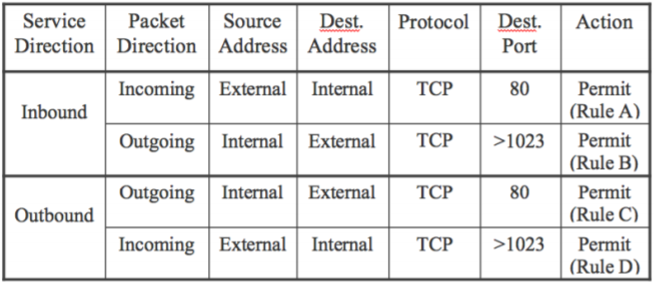 Service Packet Source Dest. Protocol Dest. Action
Direction Direction Address Address Port
Inbound Incoming External Internal TCP 80 Permit
(Rule A)
Outgoing Internal External TCP >1023 Permit
(Rule B)
Outbound Outgoing Internal External TCP 80 Permit
(Rule C)
Incoming External Internal TCP >1023 Permit
(Rule D)